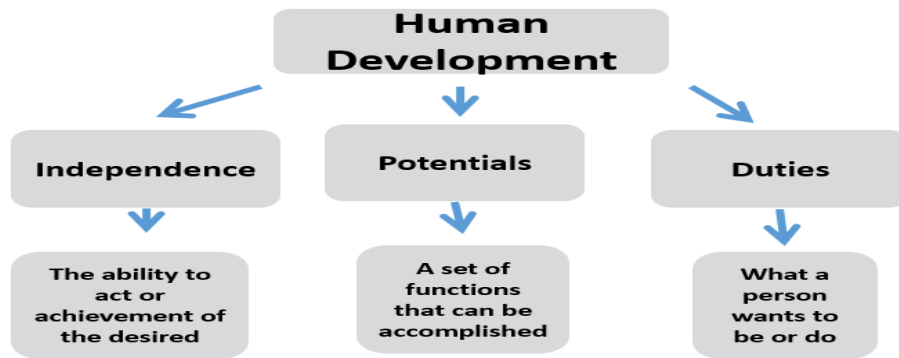 Human
Development
Independence
Potentials
Duties
The ability to
act or
achievement of
the desired
A set of
functions
that can be
accomplished
What a
person
wants to
be or do